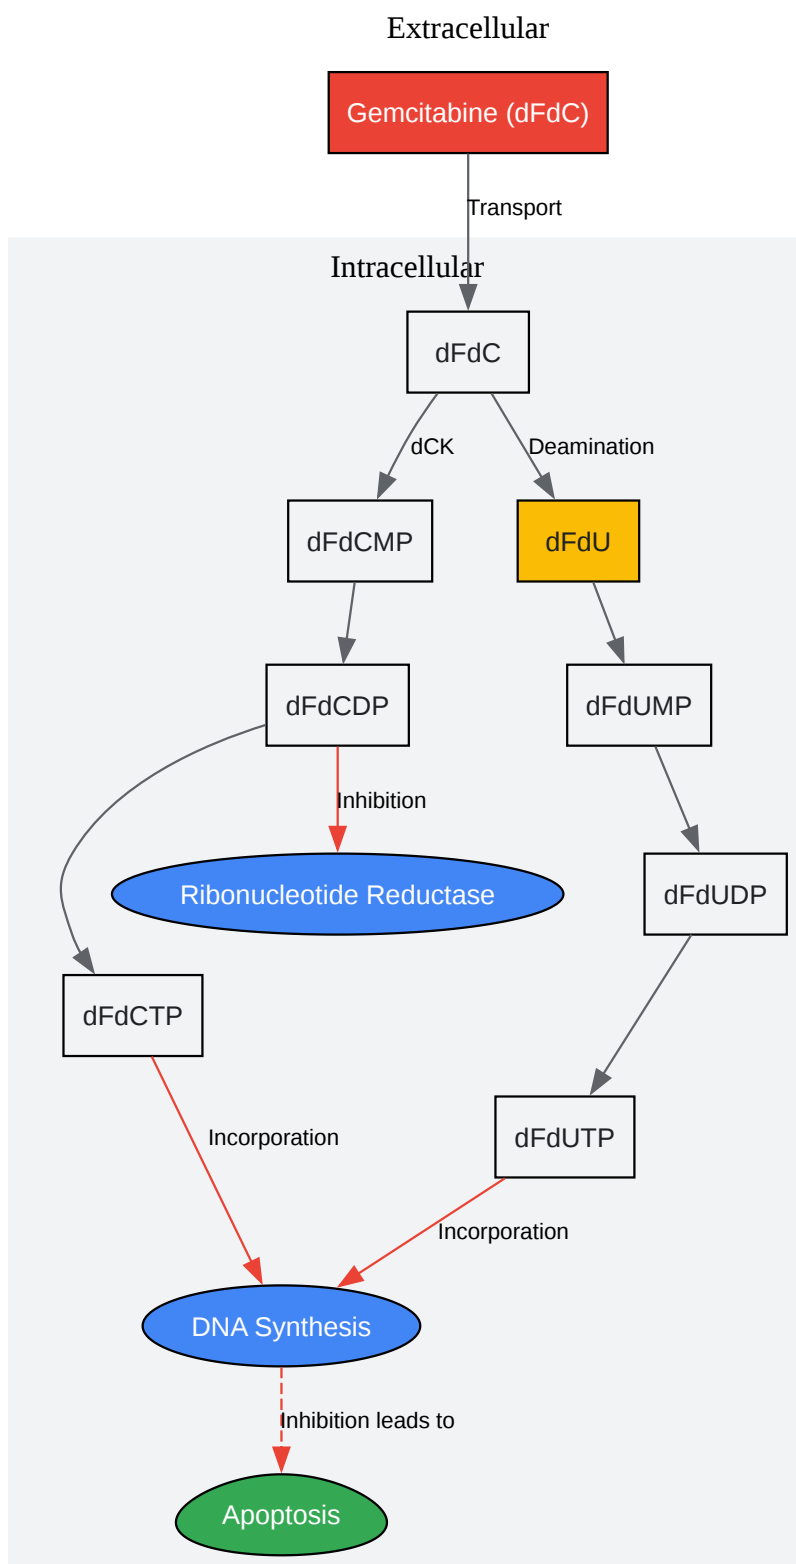 Extracellular
Gemcitabine (dFdC)
Transport
Intracellular
dFdC
dCK
Deamination
dFdCMP
dFdU
dFdCDP
dFdUMP
Inhibition
Ribonucleotide Reductase
dFdUDP
dFdCTP
Incorporation
dFdUTP
Incorporation
DNA Synthesis
Inhibition leads to
Apoptosis